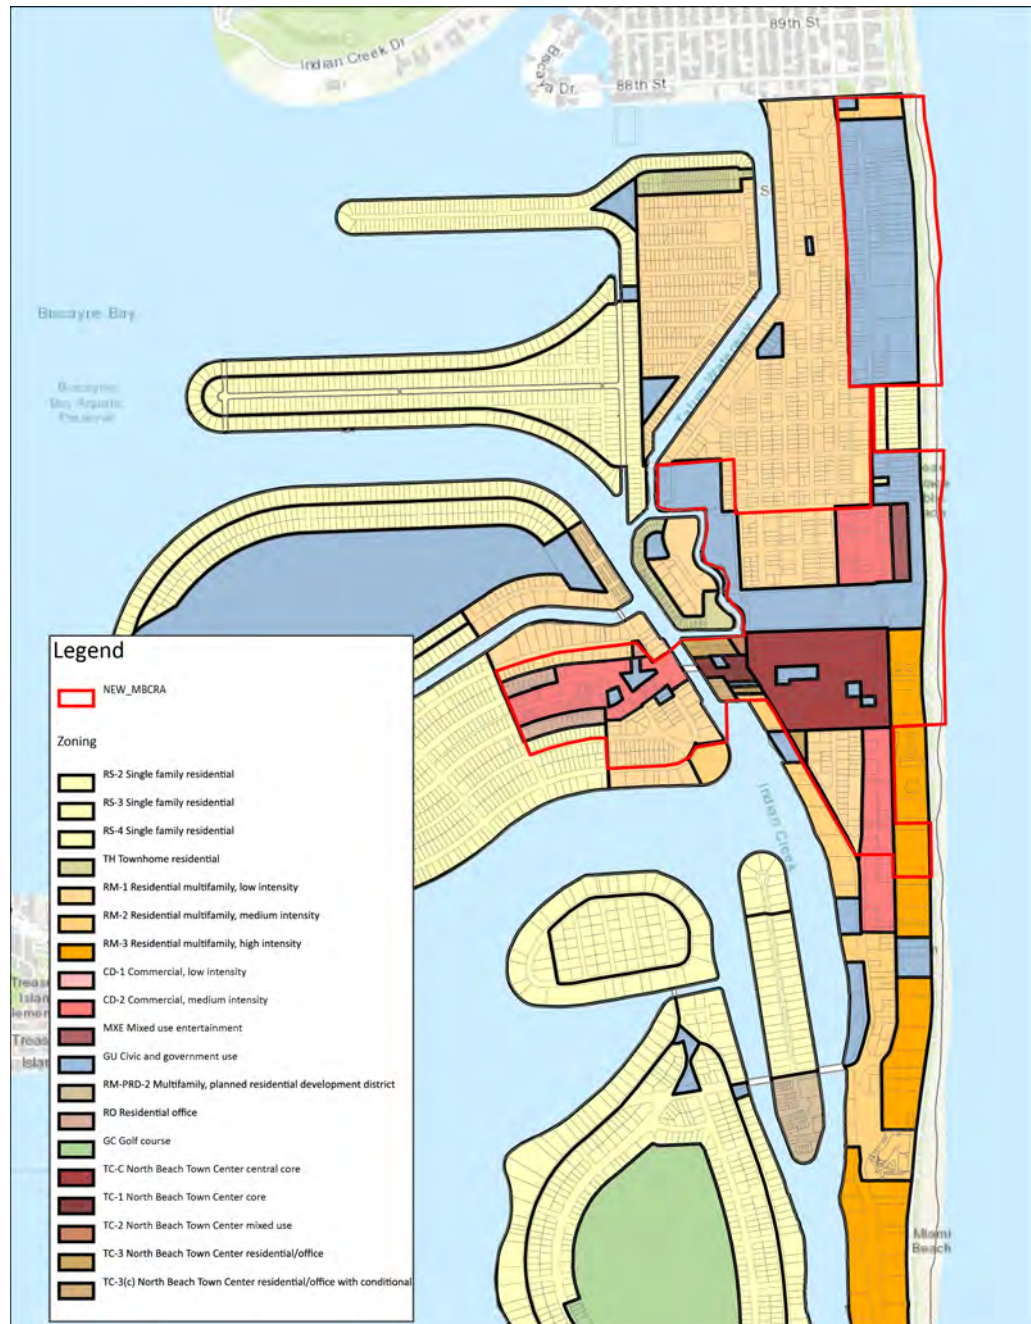 89th St
Indian Creek Dr
88th St
Biscayne Bay
Biscayne
Bay Aquatic
Preserve
Indian Creek
Legend
NEW_MBCRA
Zoning
RS-2 Single family residential
RS-3 Single family residential
RS-4 Single family residential
TH Townhome residential
RM-1 Residential multifamily, low intensity
RM-2 Residential multifamily, medium intensity
RM-3 Residential multifamily, high intensity
CD-1 Commercial, low intensity
CD-2 Commercial, medium intensity
MXE Mixed use entertainment
GU Civic and government use
RM-PRD-2 Multifamily, planned residential development district
RO Residential office
GC Golf course
TC-C North Beach Town Center central core
TC-1 North Beach Town Center core
TC-2 North Beach Town Center mixed use
TC-3 North Beach Town Center residential/office
TC-3(c) North Beach Town Center residential/office with conditional
Miami
Beach